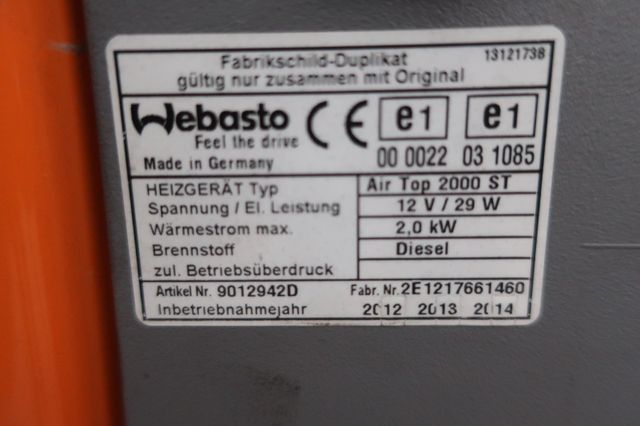 Fabrikschild-Duplikat 13121738
gültig nur zusammen mit Original
Webasto CE e1 e1
Feel the drive
Made in Germany 00 0022 03 1085
HEIZGERÄT Typ Air Top 2000 ST
Spannung / El. Leistung 12 V / 29 W
Wärmestrom max. 2,0 kW
Brennstoff Diesel
zul. Betriebsüberdruck
Artikel Nr. 9012942D Fabr. Nr. 2E1217661460
Inbetriebnahmejahr 2012 2013 2014